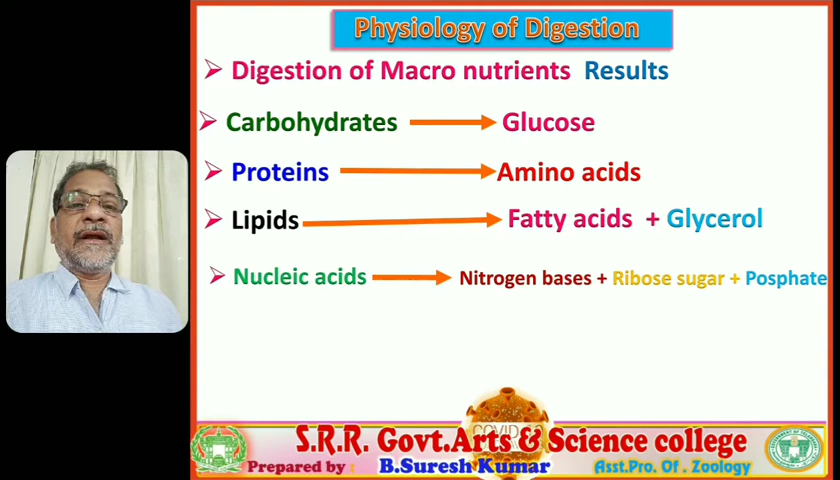 Physiology of Digestion
Digestion of Macro nutrients Results
Carbohydrates Glucose
Proteins Amino acids
Lipids Fatty acids + Glycerol
Nucleic acids Nitrogen bases + Ribose sugar + Posphate
COVID
S.R.R. Govt.Arts & Science college
Prepared by : B.Suresh Kumar Asst.Pro. Of . Zoology